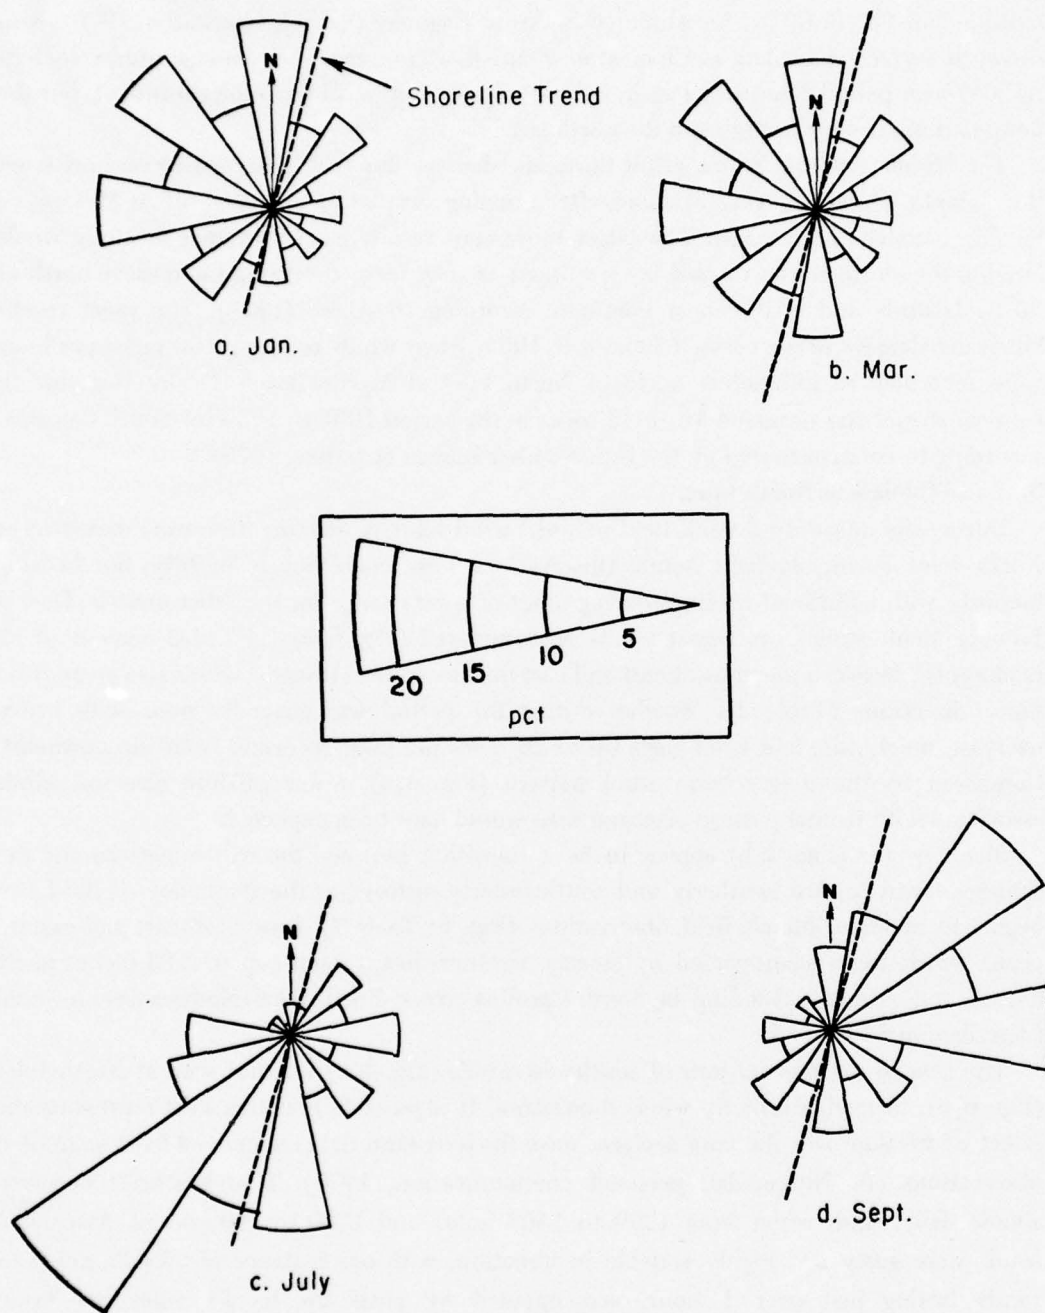 N
Shoreline Trend
a. Jan.
N
b. Mar.
5
10
15
20
pct
N
c. July
N
d. Sept.